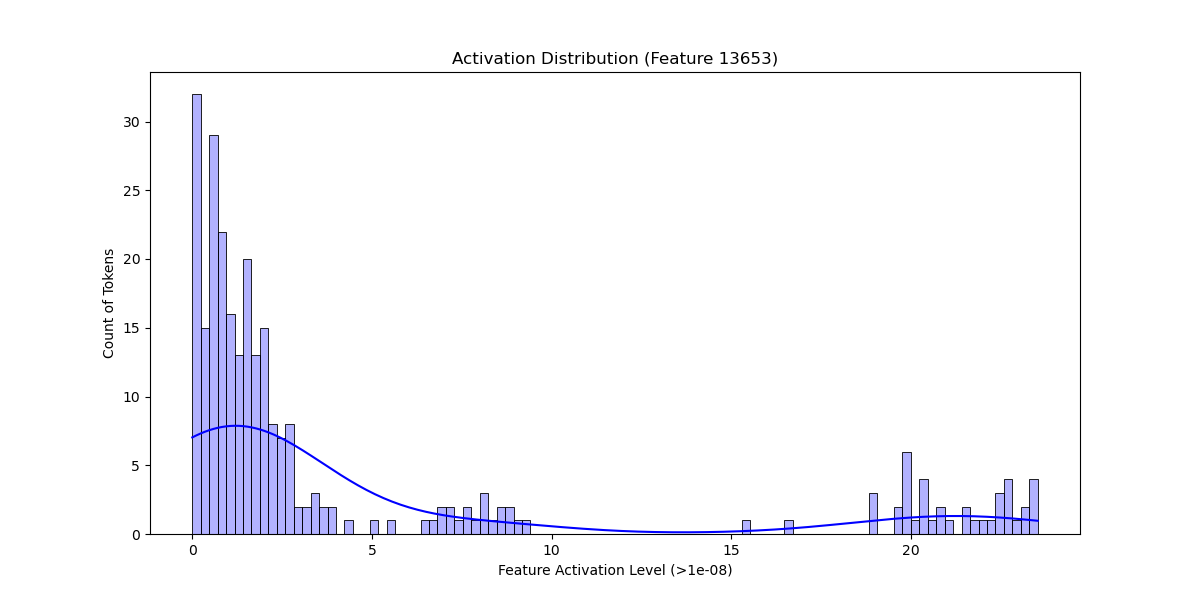 Activation Distribution (Feature 13653)
30
25
20
15
10
5
0
Count of Tokens
0 5 10 15 20
Feature Activation Level (>1e-08)